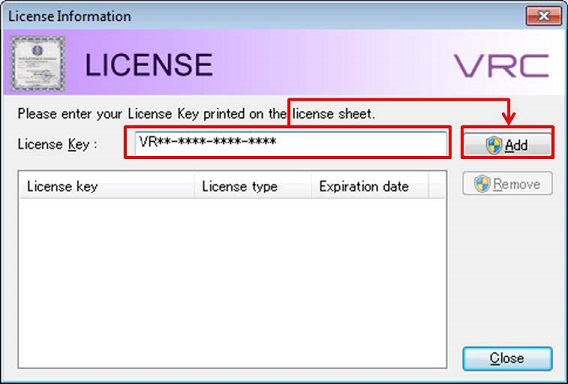 License Information
LICENSE
VRC
Please enter your License Key printed on the license sheet.
License Key :
VR**-****-****-****
Add
License key License type Expiration date
Remove
Close